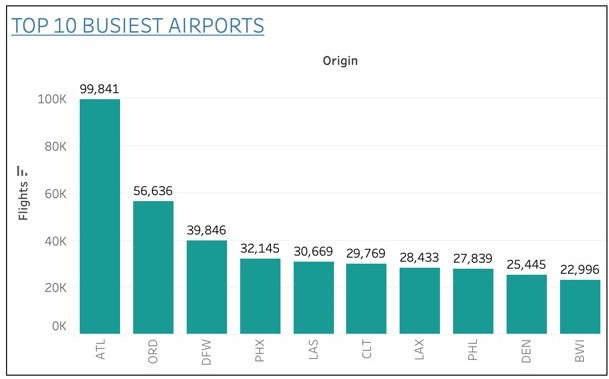 TOP 10 BUSIEST AIRPORTS
Origin
99,841
100K
80K
56,636
60K
Flights
39,846
40K
32,145
30,669
29,769
28,433
27,839
25,445
22,996
20K
0K
ATL
ORD
DFW
PHX
LAS
CLT
LAX
PHL
DEN
BWI